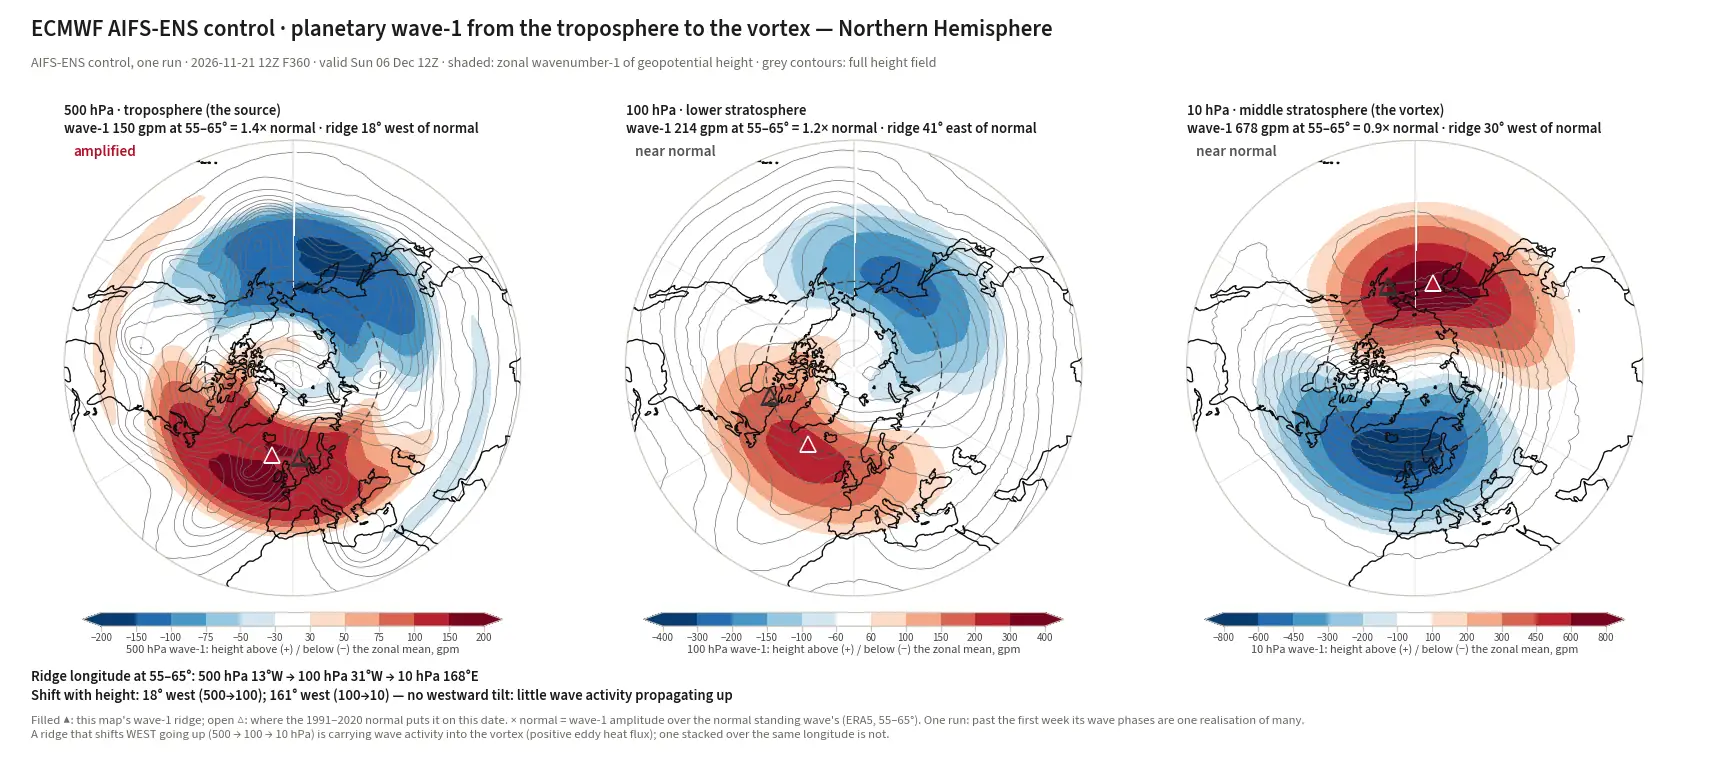 ECMWF AIFS-ENS control · planetary wave-1 from the troposphere to the vortex — Northern Hemisphere
AIFS-ENS control, one run · 2026-11-21 12Z F360 · valid Sun 06 Dec 12Z · shaded: zonal wavenumber-1 of geopotential height · grey contours: full height field
500 hPa · troposphere (the source)
wave-1 150 gpm at 55–65° = 1.4× normal · ridge 18° west of normal
amplified
100 hPa · lower stratosphere
wave-1 214 gpm at 55–65° = 1.2× normal · ridge 41° east of normal
near normal
10 hPa · middle stratosphere (the vortex)
wave-1 678 gpm at 55–65° = 0.9× normal · ridge 30° west of normal
near normal
−200 −150 −100 −75 −50 −30 30 50 75 100 150 200
500 hPa wave-1: height above (+) / below (−) the zonal mean, gpm
−400 −300 −200 −150 −100 −60 60 100 150 200 300 400
100 hPa wave-1: height above (+) / below (−) the zonal mean, gpm
−800 −600 −450 −300 −200 −100 100 200 300 450 600 800
10 hPa wave-1: height above (+) / below (−) the zonal mean, gpm
Ridge longitude at 55–65°: 500 hPa 13°W → 100 hPa 31°W → 10 hPa 168°E
Shift with height: 18° west (500→100); 161° west (100→10) — no westward tilt: little wave activity propagating up
Filled ▲: this map's wave-1 ridge; open △: where the 1991–2020 normal puts it on this date. × normal = wave-1 amplitude over the normal standing wave's (ERA5, 55–65°). One run: past the first week its wave phases are one realisation of many.
A ridge that shifts WEST going up (500 → 100 → 10 hPa) is carrying wave activity into the vortex (positive eddy heat flux); one stacked over the same longitude is not.